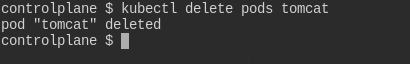 controlplane $ kubectl delete pods tomcat
pod "tomcat" deleted
controlplane $